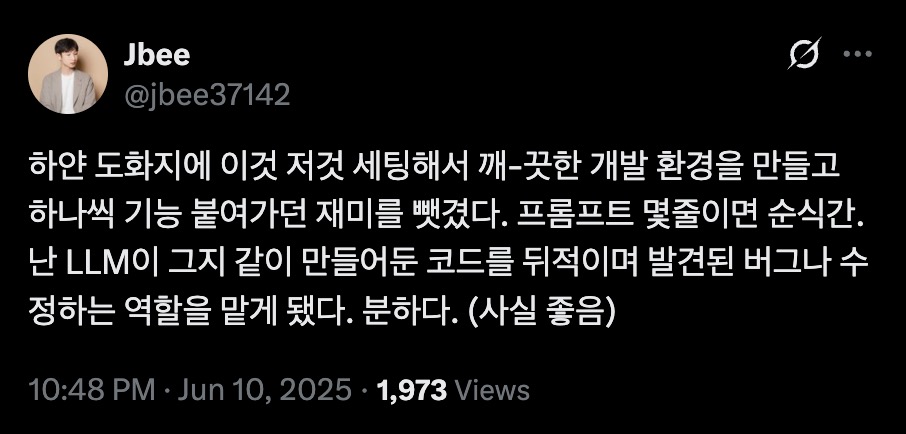 Jbee
@jbee37142
하얀 도화지에 이것 저것 세팅해서 깨-끗한 개발 환경을 만들고
하나씩 기능 붙여가던 재미를 뺏겼다. 프롬프트 몇줄이면 순식간.
난 LLM이 그지 같이 만들어둔 코드를 뒤적이며 발견된 버그나 수
정하는 역할을 맡게 됐다. 분하다. (사실 좋음)
10:48 PM · Jun 10, 2025 · 1,973 Views